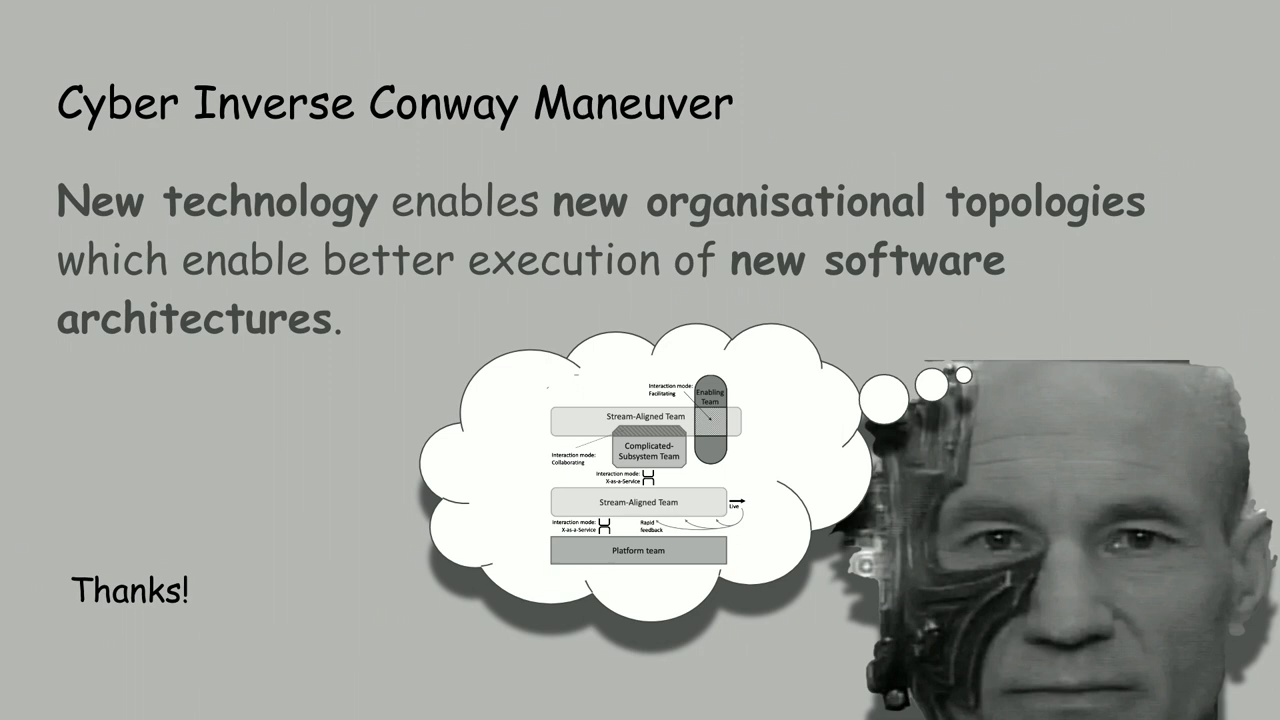 Cyber Inverse Conway Maneuver
New technology enables new organisational topologies
which enable better execution of new software
architectures.
Interaction mode:
Facilitating
Enabling
Team
Stream-Aligned Team
Complicated-
Subsystem Team
Interaction mode:
Collaborating
Interaction mode:
X-as-a-Service
Stream-Aligned Team
Live
Interaction mode:
X-as-a-Service
Rapid
feedback
Platform team
Thanks!